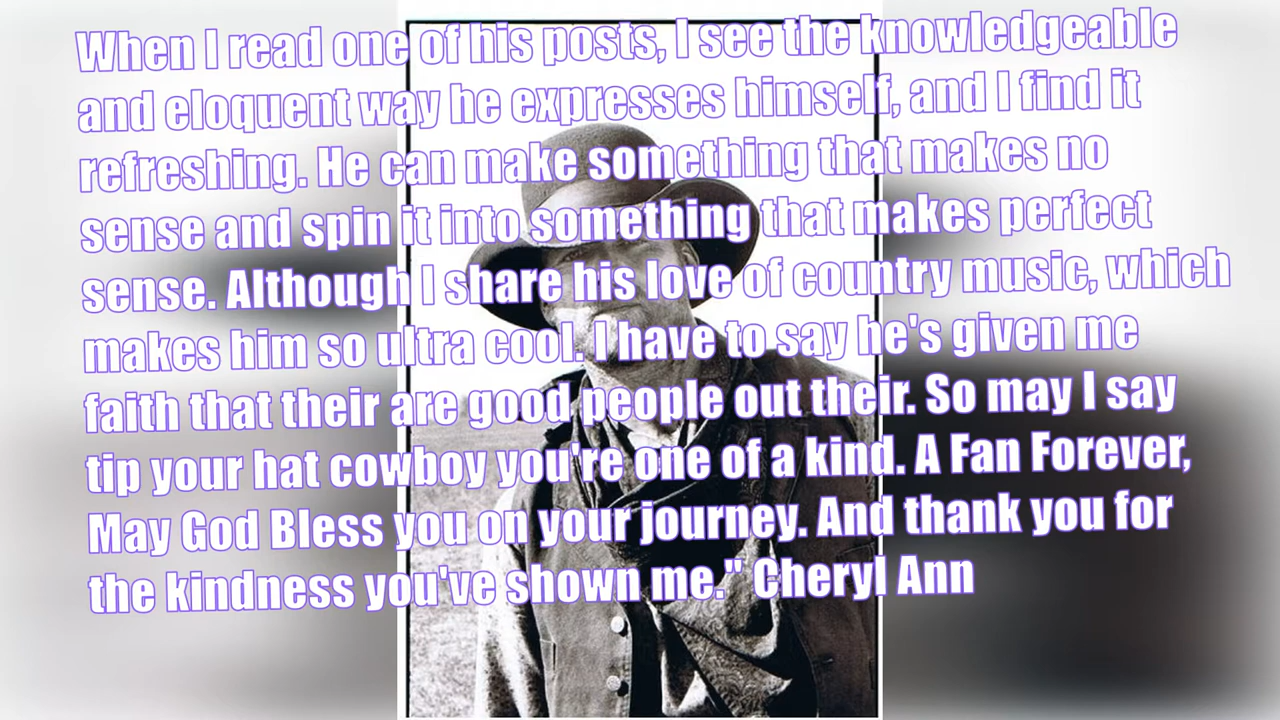 When I read one of his posts, I see the knowledgeable
and eloquent way he expresses himself, and I find it
refreshing. He can make something that makes no
sense and spin it into something that makes perfect
sense. Although I share his love of country music, which
makes him so ultra cool. I have to say he's given me
faith that their are good people out their. So may I say
tip your hat cowboy you're one of a kind. A Fan Forever,
May God Bless you on your journey. And thank you for
the kindness you've shown me." Cheryl Ann